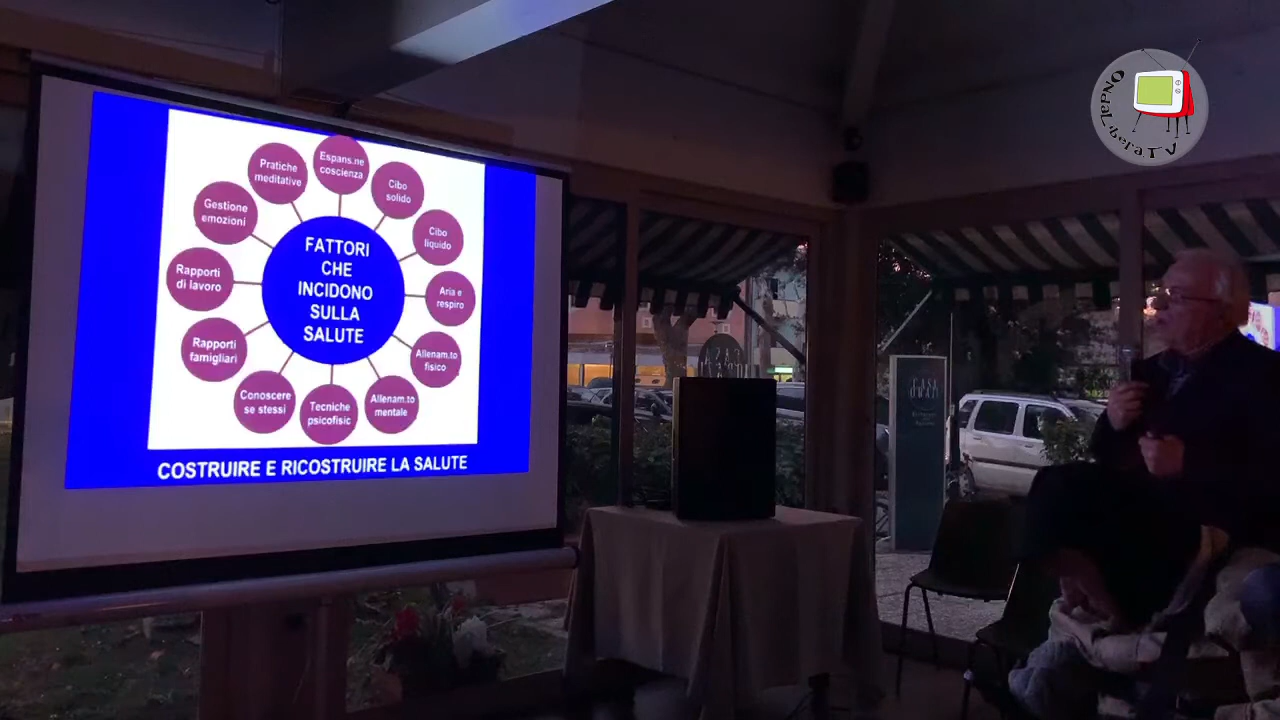 Espans.ne
coscienza
Cibo
solido
Cibo
liquido
Aria e
respiro
Allenam.to
fisico
Allenam.to
mentale
Tecniche
psicofisic
Conoscere
se stessi
Rapporti
famigliari
Rapporti
di lavoro
Gestione
emozioni
Pratiche
meditative
FATTORI
CHE
INCIDONO
SULLA
SALUTE
COSTRUIRE E RICOSTRUIRE LA SALUTE
OndaLiberaTV